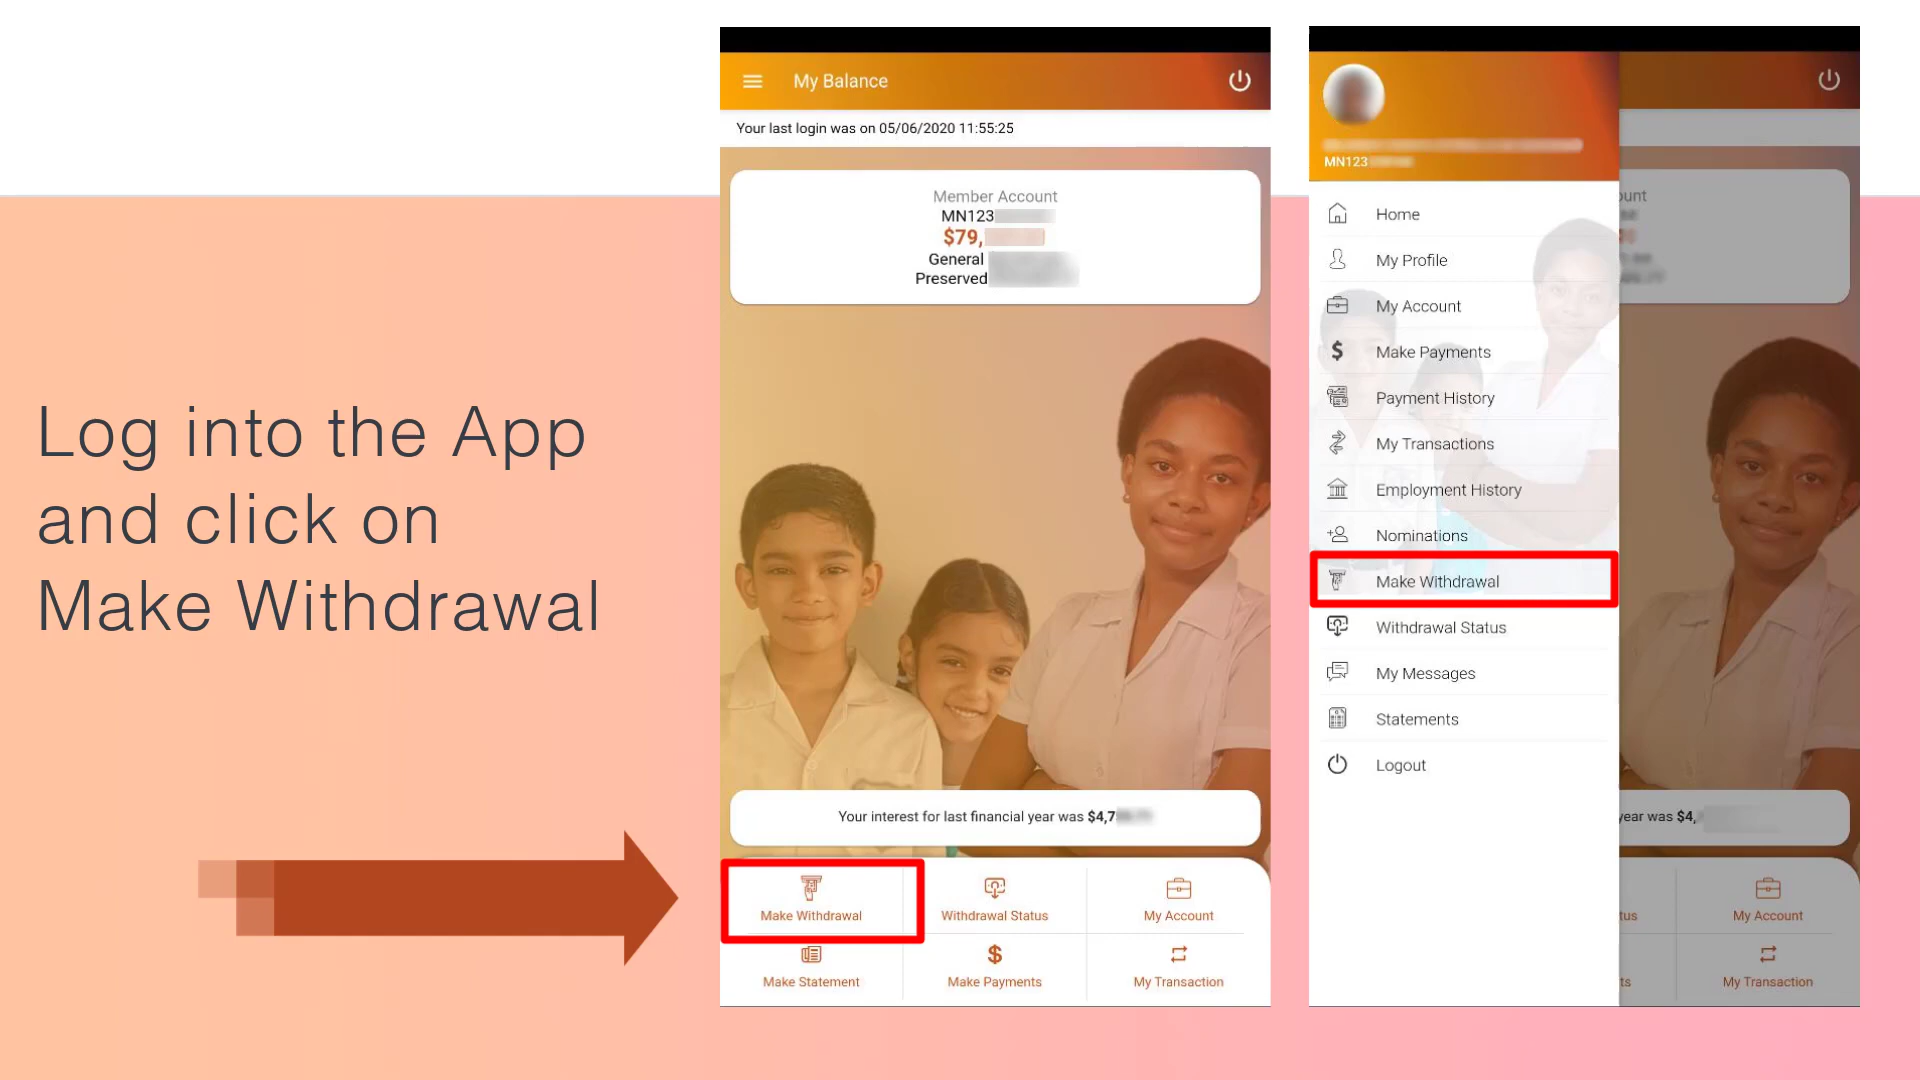 Log into the App
and click on
Make Withdrawal
My Balance
Your last login was on 05/06/2020 11:55:25
Member Account
MN123
$79,
General
Preserved
Your interest for last financial year was $4,7
Make Withdrawal
Withdrawal Status
My Account
Make Statement
Make Payments
My Transaction
MN123
Home
My Profile
My Account
Make Payments
Payment History
My Transactions
Employment History
Nominations
Make Withdrawal
Withdrawal Status
My Messages
Statements
Logout
ount
year was $4,
tus
My Account
ts
My Transaction